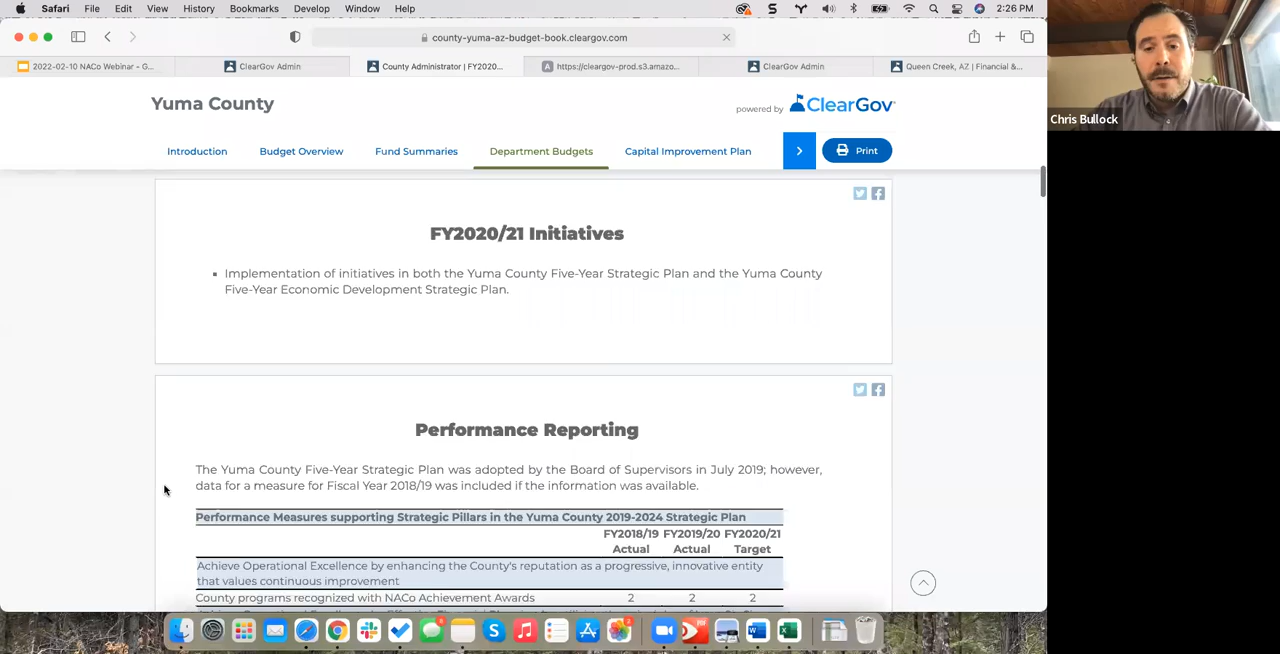 Safari File Edit View History Bookmarks Develop Window Help 2:26 PM
county-yuma-az-budget-book.cleargov.com
2022-02-10 NACo Webinar - G... ClearGov Admin County Administrator | FY2020... https://cleargov-prod.s3.amazo... ClearGov Admin Queen Creek, AZ | Financial &...
Yuma County
powered by ClearGov
Introduction Budget Overview Fund Summaries Department Budgets Capital Improvement Plan Print
Chris Bullock
FY2020/21 Initiatives
▪ Implementation of initiatives in both the Yuma County Five-Year Strategic Plan and the Yuma County
Five-Year Economic Development Strategic Plan.
Performance Reporting
The Yuma County Five-Year Strategic Plan was adopted by the Board of Supervisors in July 2019; however,
data for a measure for Fiscal Year 2018/19 was included if the information was available.
Performance Measures supporting Strategic Pillars in the Yuma County 2019-2024 Strategic Plan
FY2018/19 FY2019/20 FY2020/21
Actual Actual Target
Achieve Operational Excellence by enhancing the County's reputation as a progressive, innovative entity
that values continuous improvement
County programs recognized with NACo Achievement Awards 2 2 2